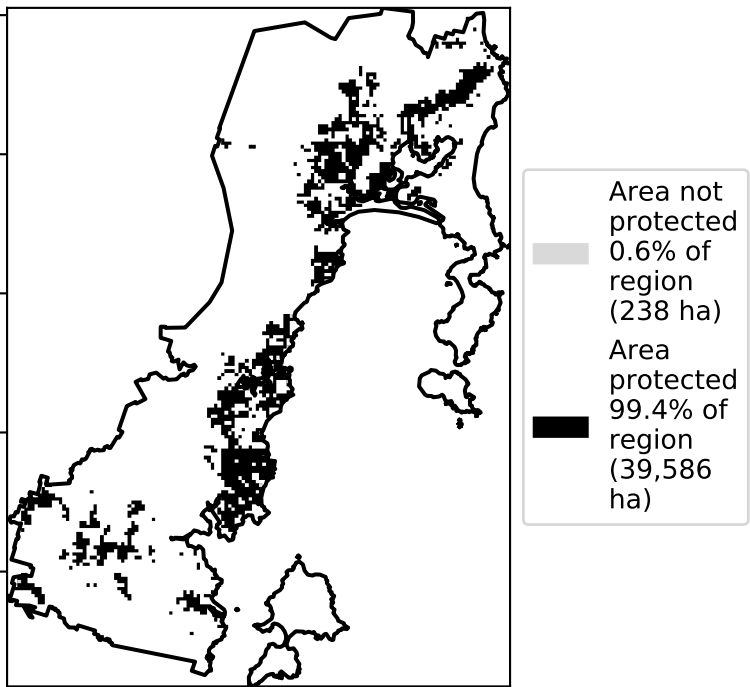 Area not
protected
0.6% of
region
(238 ha)
Area
protected
99.4% of
region
(39,586
ha)